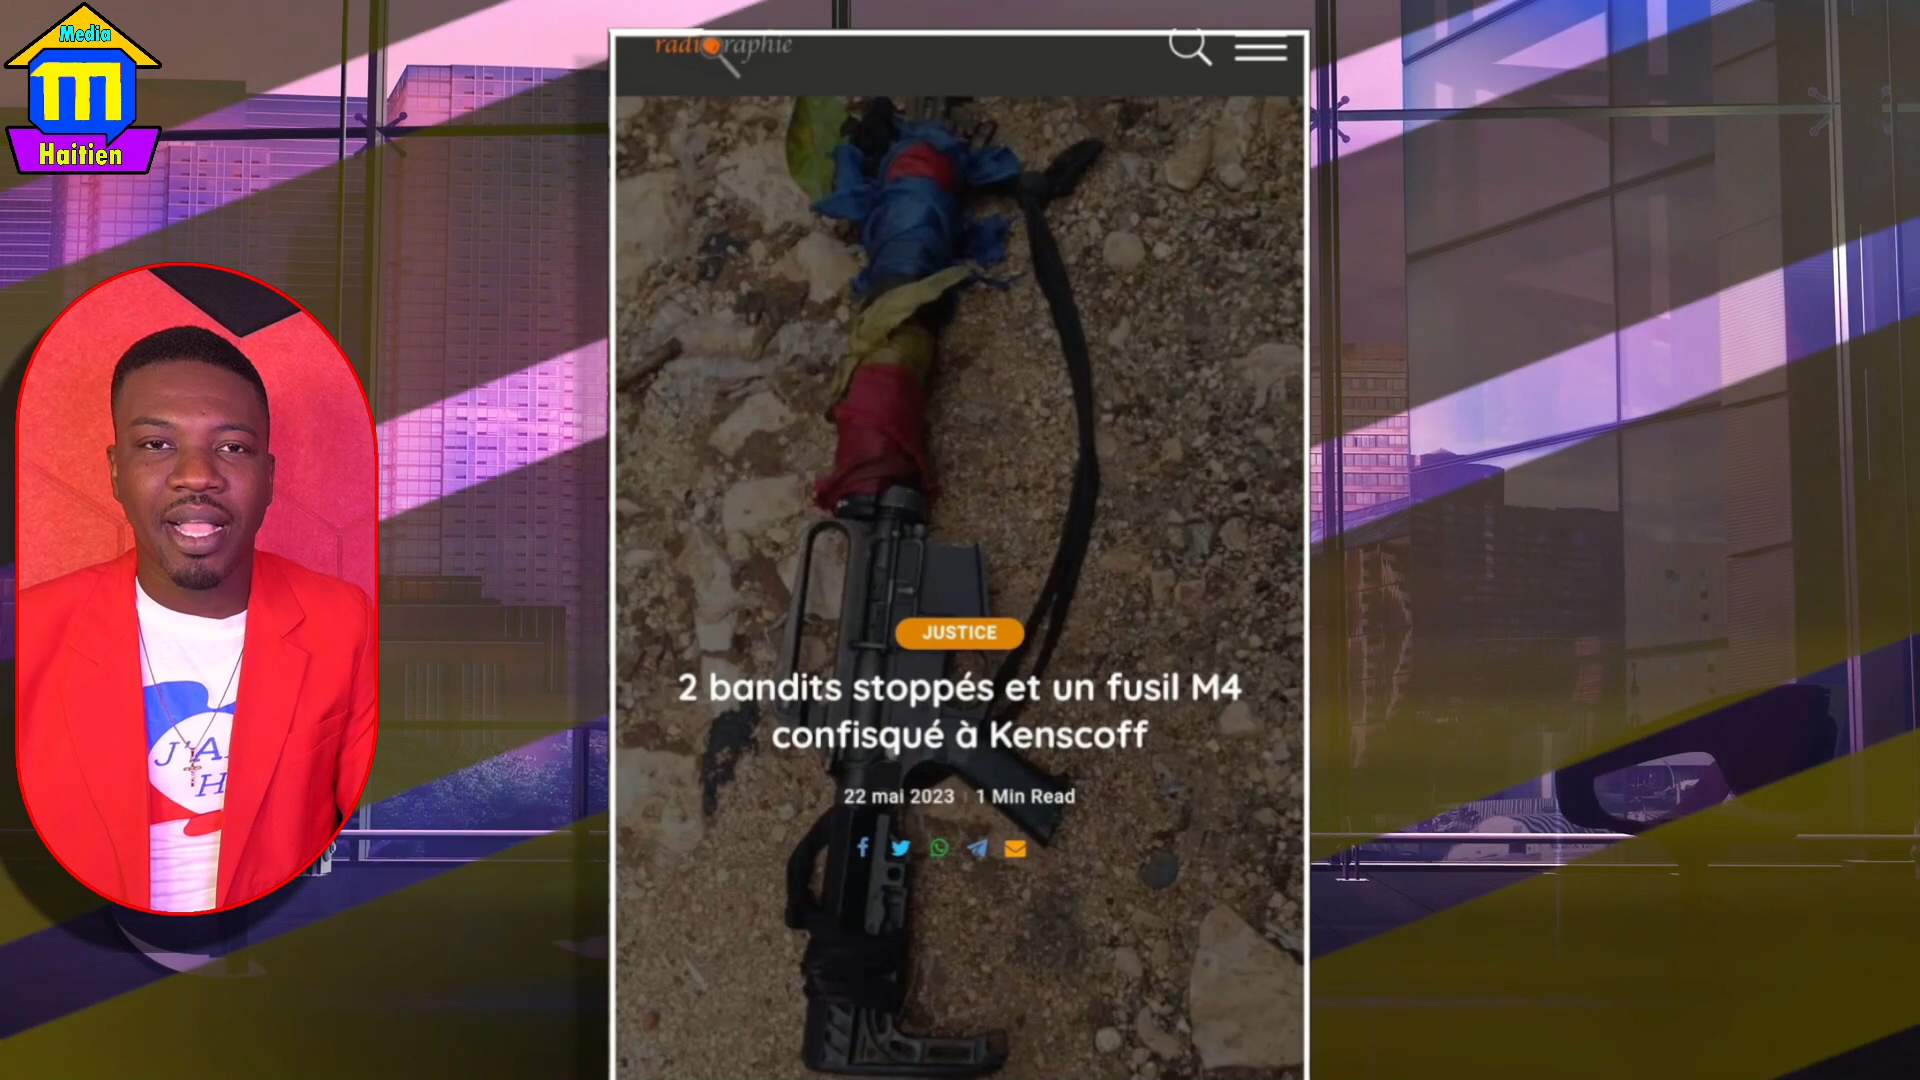 Media
m
Haitien
radiographie
J'A
H
JUSTICE
2 bandits stoppés et un fusil M4
confisqué à Kenscoff
22 mai 2023 1 Min Read